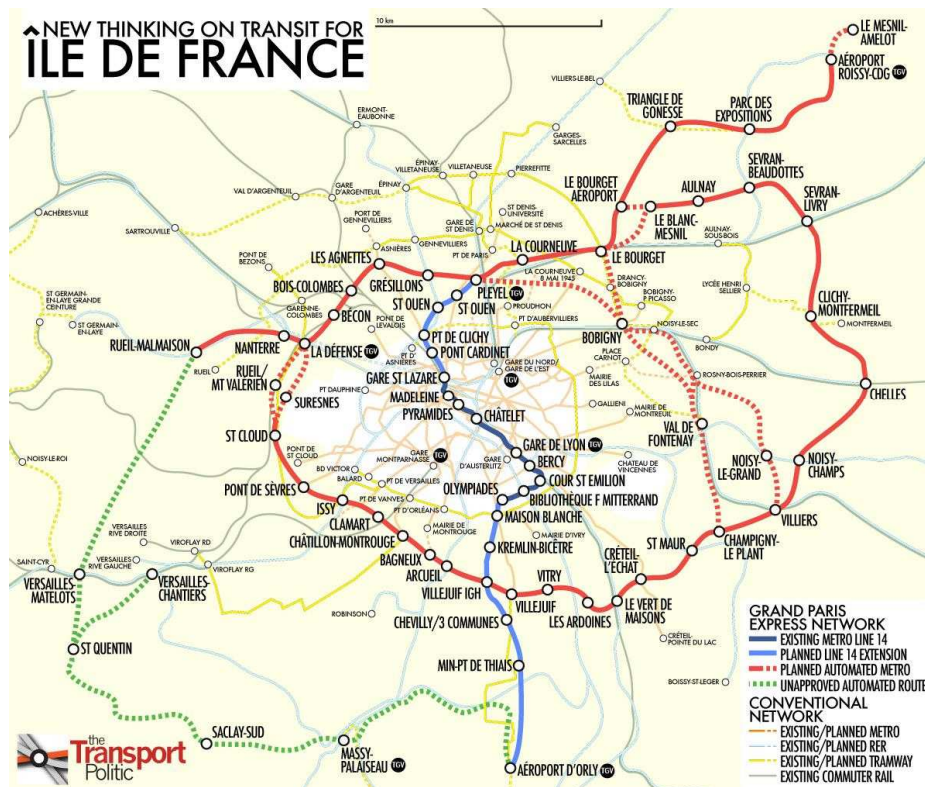 NEW THINKING ON TRANSIT FOR
ÎLE DE FRANCE
10 km
LE MESNIL-
AMELOT
AÉROPORT
ROISSY-CDG TGV
VILLIERS-LE-BEL
TRIANGLE DE
GONESSE
PARC DES
EXPOSITIONS
ERMONT-
EAUBONNE
GARGES-
SARCELLES
SEVRAN-
BEAUDOTTES
ÉPINAY-
VILLETANEUSE
VILLETANEUSE
PIERREFITTE
LE BOURGET
AÉROPORT
AULNAY
SEVRAN-
LIVRY
VAL D'ARGENTEUIL
GARE
D'ARGENTEUIL
ÉPINAY
ACHÈRES-VILLE
SARTROUVILLE
PORT DE
GENNEVILLIERS
GARE DE
ST DENIS
ST DENIS-
UNIVERSITÉ
MARCHÉ DE ST DENIS
LE BLANC-
MESNIL
AULNAY-
SOUS-BOIS
ASNIÈRES
GENNEVILLIERS
PT DE PARIS
LA COURNEUVE
LE BOURGET
PONT DE
BEZONS
LES AGNETTES
LA COURNEUVE
8 MAI 1945
DRANCY-
BOBIGNY
LYCÉE HENRI
SELLIER
BOIS-COLOMBES
GRÉSILLONS
PLEYEL TGV
BOBIGNY-
P PICASSO
CLICHY-
MONTFERMEIL
ST GERMAIN-
EN-LAYE GRANDE
CEINTURE
GARENNE-
COLOMBES
ST OUEN
ST OUEN
PROUDHON
ST GERMAIN-
EN-LAYE
BÉCON
PONT DE
LEVALOIS
PT D'AUBERVILLIERS
BOBIGNY
NOISY-LE-SEC
MONTFERMEIL
RUEIL-MALMAISON
NANTERRE
LA DÉFENSE TGV
PT DE CLICHY
PONT CARDINET
PT D'
ASNIÈRES
GARE DU NORD/
GARE DE L'EST
TGV
PLACE
CARNOT
BONDY
RUEIL
RUEIL/
MT VALÉRIEN
PT DAUPHINE
GARE ST LAZARE
MAIRIE
DES LILAS
ROSNY-BOIS-PERRIER
SURESNES
MADELEINE
PYRAMIDES
CHÂTELET
GALLIENI
MAIRIE DE
MONTREUIL
CHELLES
ST CLOUD
VAL DE
FONTENAY
NOISY-LE-ROI
PONT DE
ST CLOUD
GARE
MONTPARNASSE
TGV
GARE DE LYON TGV
GARE
D'AUSTERLITZ
BERCY
CHATEAU DE
VINCENNES
NOISY-
LE-GRAND
NOISY-
CHAMPS
BD VICTOR
BALARD
PT DE VERSAILLES
COUR ST EMILION
PONT DE SÈVRES
PT DE VANVES
OLYMPIADES
BIBLIOTHÈQUE F MITTERRAND
ISSY
PT D'ORLÉANS
MAISON BLANCHE
VILLIERS
CLAMART
CHÂTILLON-MONTROUGE
MAIRIE DE
MONTROUGE
MAIRIE D'IVRY
CHAMPIGNY-
LE PLANT
VERSAILLES
RIVE DROITE
VIROFLAY RD
KREMLIN-BICÊTRE
ST MAUR
SAINT-CYR
VERSAILLES
RIVE GAUCHE
VIROFLAY RG
BAGNEUX
CRÉTEIL-
L'ECHAT
VERSAILLES-
MATELOTS
VERSAILLES-
CHANTIERS
ARCUEIL
VITRY
VILLEJUIF IGH
VILLEJUIF
LES ARDOINES
LE VERT DE
MAISONS
ROBINSON
CHEVILLY/3 COMMUNES
CRÉTEIL-
POINTE DU LAC
ST QUENTIN
MIN-PT DE THIAIS
BOISSY-ST-LEGER
SACLAY-SUD
MASSY-
PALAISEAU TGV
AÉROPORT D'ORLY TGV
GRAND PARIS
EXPRESS NETWORK
EXISTING METRO LINE 14
PLANNED LINE 14 EXTENSION
PLANNED AUTOMATED METRO
UNAPPROVED AUTOMATED ROUTE
CONVENTIONAL
NETWORK
EXISTING/PLANNED METRO
EXISTING/PLANNED RER
EXISTING/PLANNED TRAMWAY
EXISTING COMMUTER RAIL
the
Transport
Politic